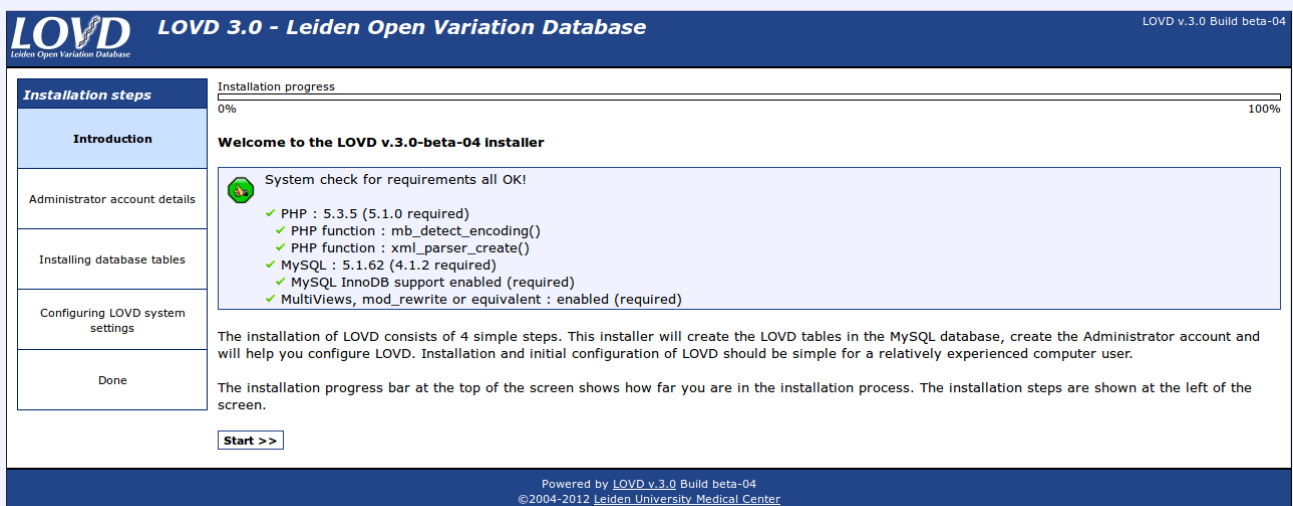 LOVD
Leiden Open Variation Database
LOVD 3.0 - Leiden Open Variation Database
LOVD v.3.0 Build beta-04
Installation steps
Introduction
Administrator account details
Installing database tables
Configuring LOVD system
settings
Done
Installation progress
0%
100%
Welcome to the LOVD v.3.0-beta-04 installer
System check for requirements all OK!
PHP : 5.3.5 (5.1.0 required)
PHP function : mb_detect_encoding()
PHP function : xml_parser_create()
MySQL : 5.1.62 (4.1.2 required)
MySQL InnoDB support enabled (required)
MultiViews, mod_rewrite or equivalent : enabled (required)
The installation of LOVD consists of 4 simple steps. This installer will create the LOVD tables in the MySQL database, create the Administrator account and
will help you configure LOVD. Installation and initial configuration of LOVD should be simple for a relatively experienced computer user.
The installation progress bar at the top of the screen shows how far you are in the installation process. The installation steps are shown at the left of the
screen.
Start >>
Powered by LOVD v.3.0 Build beta-04
©2004-2012 Leiden University Medical Center